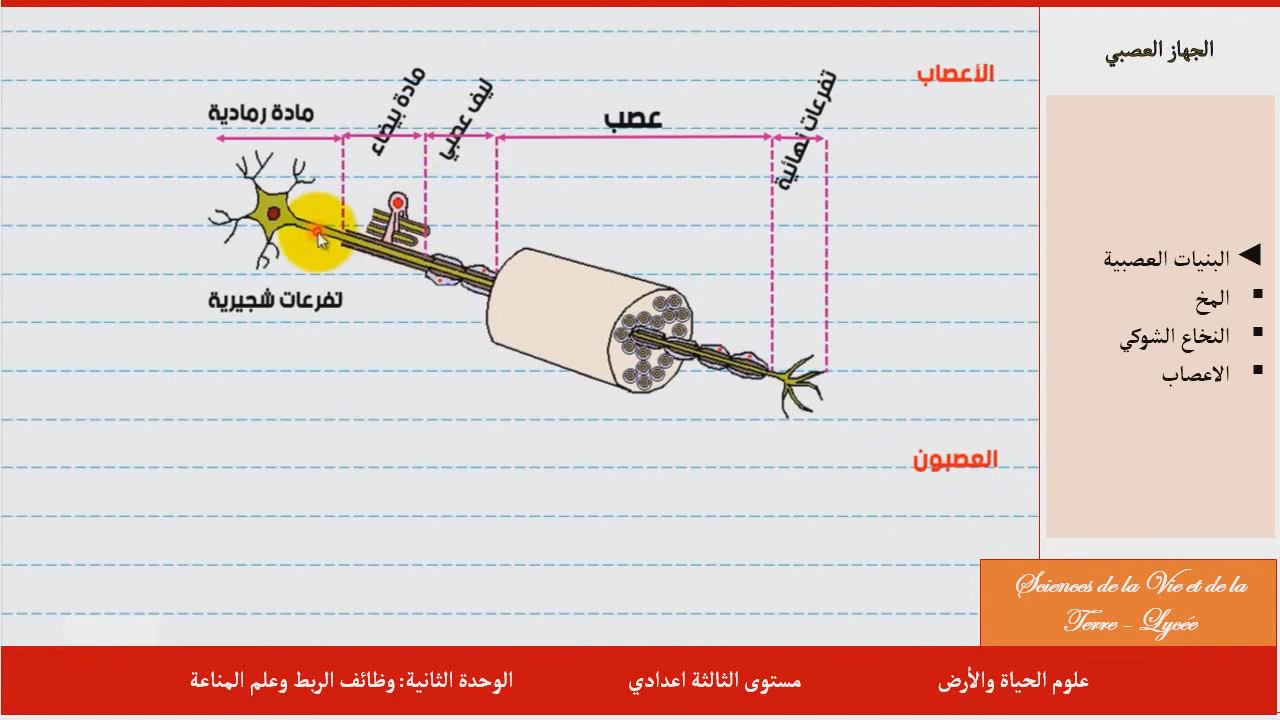 الجهاز العصبي
الأعصاب
تفرعات نهائية
عصب
ليف عصبي
مادة بيضاء
مادة رمادية
تفرعات شجيرية
العصبون
البنيات العصبية
المخ
النخاع الشوكي
الاعصاب
Sciences de la Vie et de la
Terre – Lycée
علوم الحياة والأرض
مستوى الثالثة اعدادي
الوحدة الثانية: وظائف الربط وعلم المناعة